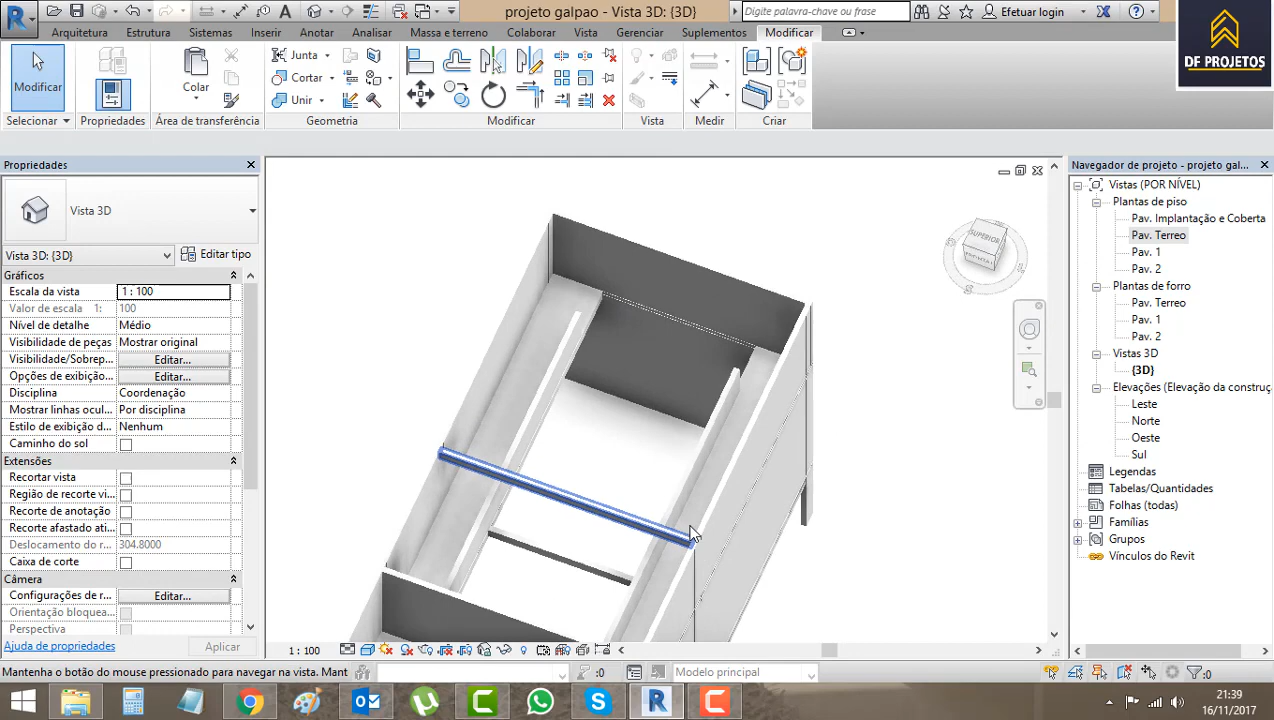 projeto galpao - Vista 3D: {3D}
Digite palavra-chave ou frase
Efetuar login
Arquitetura Estrutura Sistemas Inserir Anotar Analisar Massa e terreno Colaborar Vista Gerenciar Suplementos Modificar
DF PROJETOS
Modificar
Colar
Junta
Cortar
Unir
Selecionar Propriedades Área de transferência Geometria Modificar Vista Medir Criar
Propriedades
Vista 3D
Vista 3D: {3D} Editar tipo
Gráficos
Escala da vista 1 : 100
Valor de escala 1: 100
Nível de detalhe Médio
Visibilidade de peças Mostrar original
Visibilidade/Sobrep... Editar...
Opções de exibição... Editar...
Disciplina Coordenação
Mostrar linhas ocul... Por disciplina
Estilo de exibição d... Nenhum
Caminho do sol
Extensões
Recortar vista
Região de recorte vi...
Recorte de anotação
Recorte afastado ati...
Deslocamento do r... 304.8000
Caixa de corte
Câmera
Configurações de r... Editar...
Orientação bloquea...
Perspectiva
Ajuda de propriedades Aplicar
SUPERIOR
FRONTAL
Navegador de projeto - projeto gal...
Vistas (POR NÍVEL)
Plantas de piso
Pav. Implantação e Coberta
Pav. Terreo
Pav. 1
Pav. 2
Plantas de forro
Pav. Terreo
Pav. 1
Pav. 2
Vistas 3D
{3D}
Elevações (Elevação da construç
Leste
Norte
Oeste
Sul
Legendas
Tabelas/Quantidades
Folhas (todas)
Famílias
Grupos
Vínculos do Revit
1 : 100
Mantenha o botão do mouse pressionado para navegar na vista. Mant
:0
Modelo principal
:0
21:39
16/11/2017